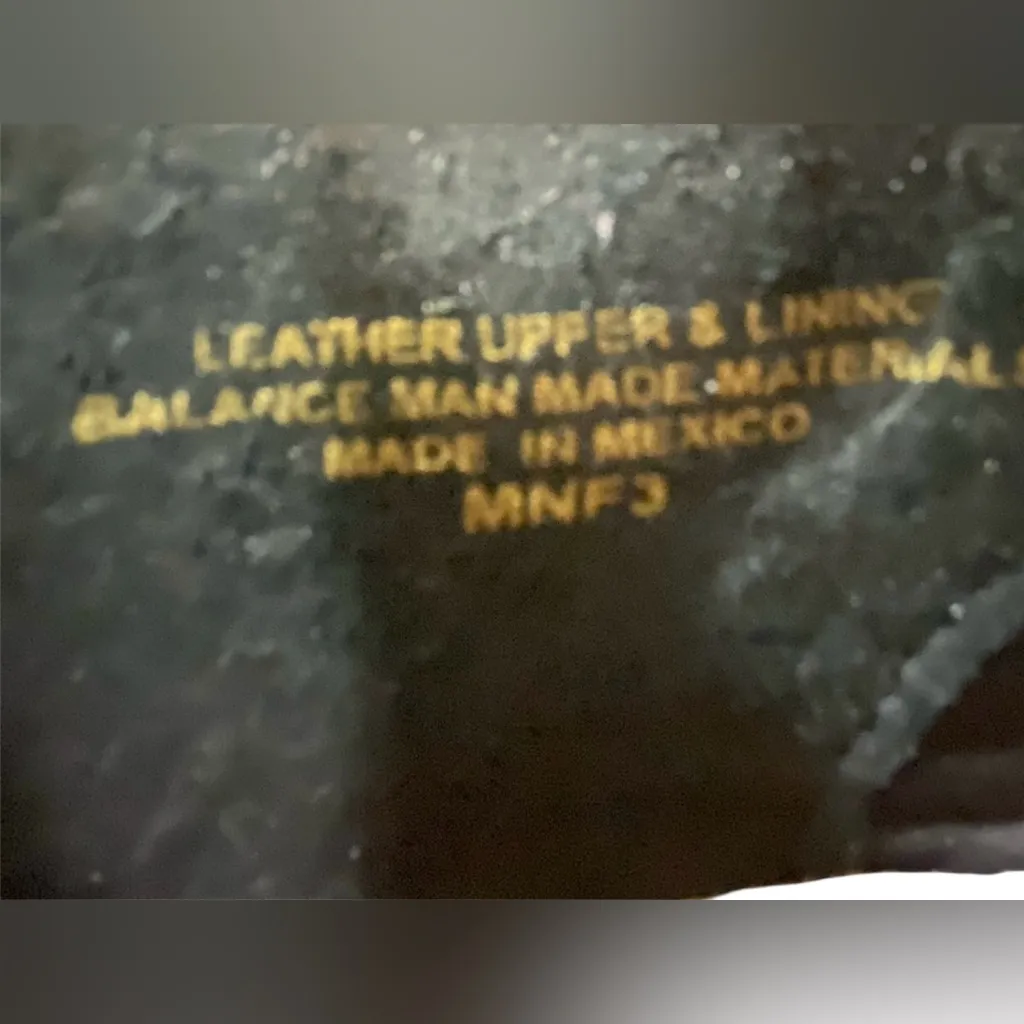 LEATHER UPPER & LINING
BALANCE MAN MADE MATERIALS
MADE IN MEXICO
MNF3